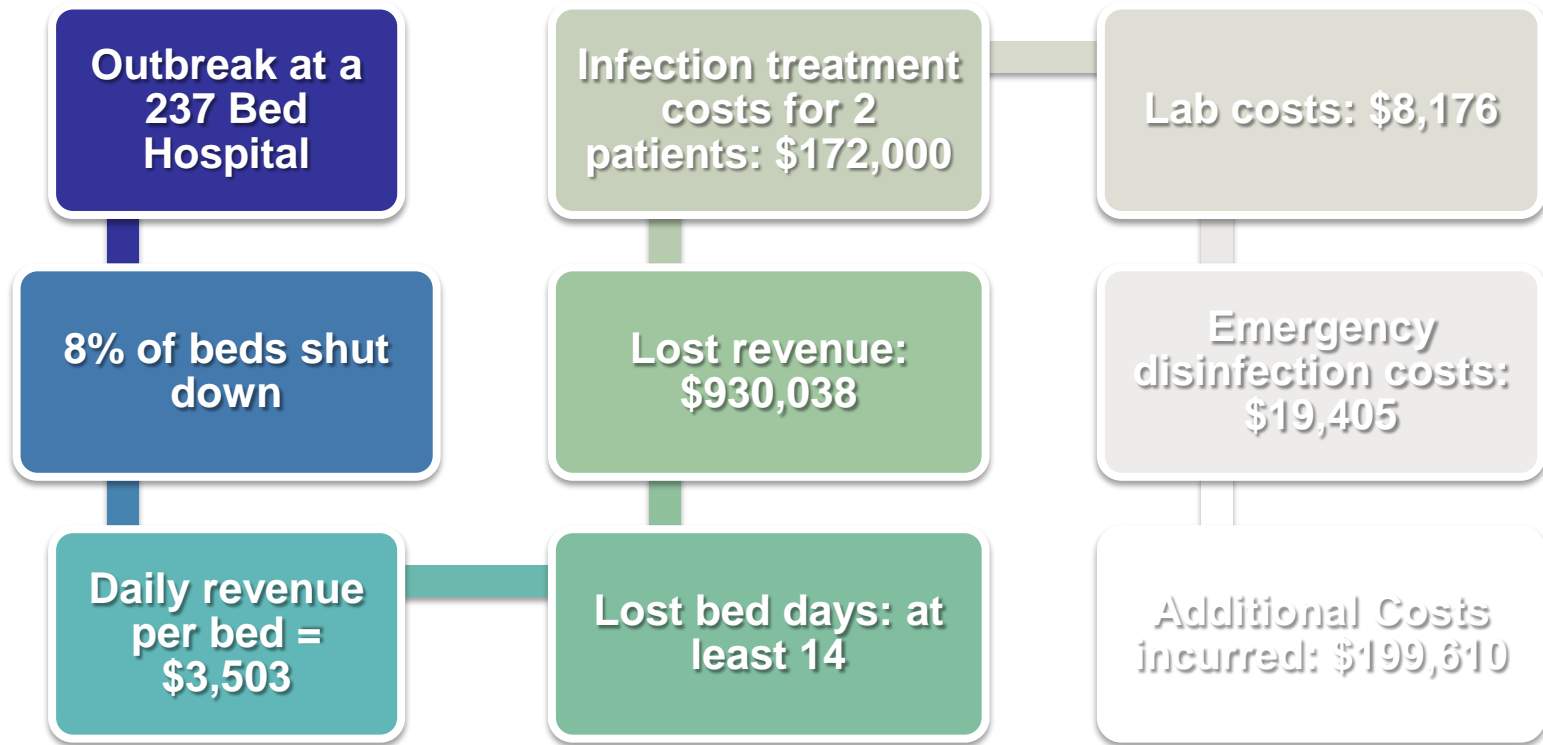 Outbreak at a
237 Bed
Hospital
8% of beds shut
down
Daily revenue
per bed =
$3,503
Lost bed days: at
least 14
Lost revenue:
$930,038
Infection treatment
costs for 2
patients: $172,000
Lab costs: $8,176
Emergency
disinfection costs:
$19,405
Additional Costs
incurred: $199,610